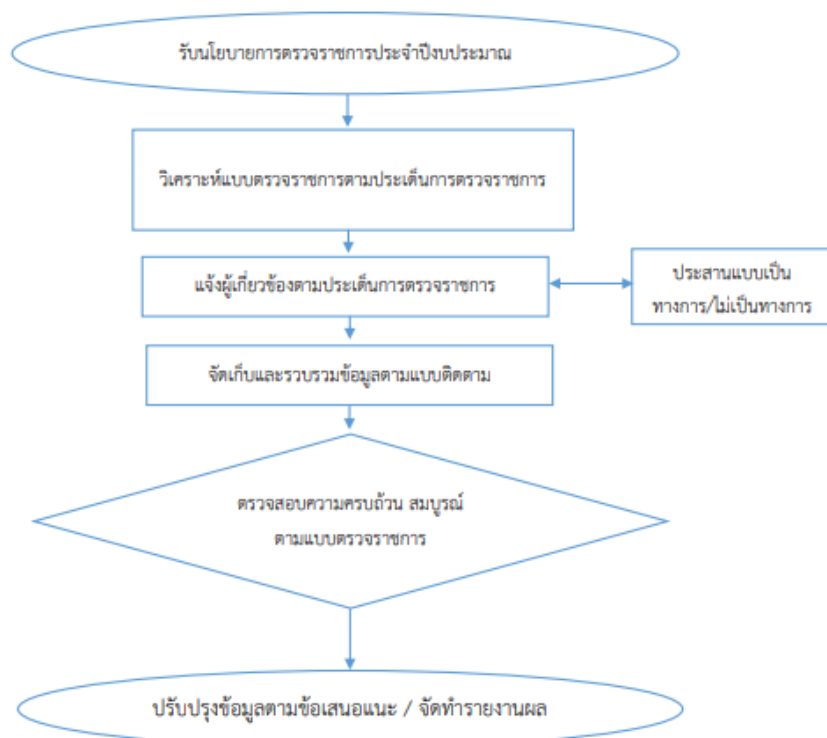 รับนโยบายการตรวจราชการประจำปีงบประมาณ
วิเคราะห์แบบตรวจราชการตามประเด็นการตรวจราชการ
แจ้งผู้เกี่ยวข้องตามประเด็นการตรวจราชการ
ประสานแบบเป็น
ทางการ/ไม่เป็นทางการ
จัดเก็บและรวบรวมข้อมูลตามแบบติดตาม
ตรวจสอบความครบถ้วน สมบูรณ์
ตามแบบตรวจราชการ
ปรับปรุงข้อมูลตามข้อเสนอแนะ / จัดทำรายงานผล